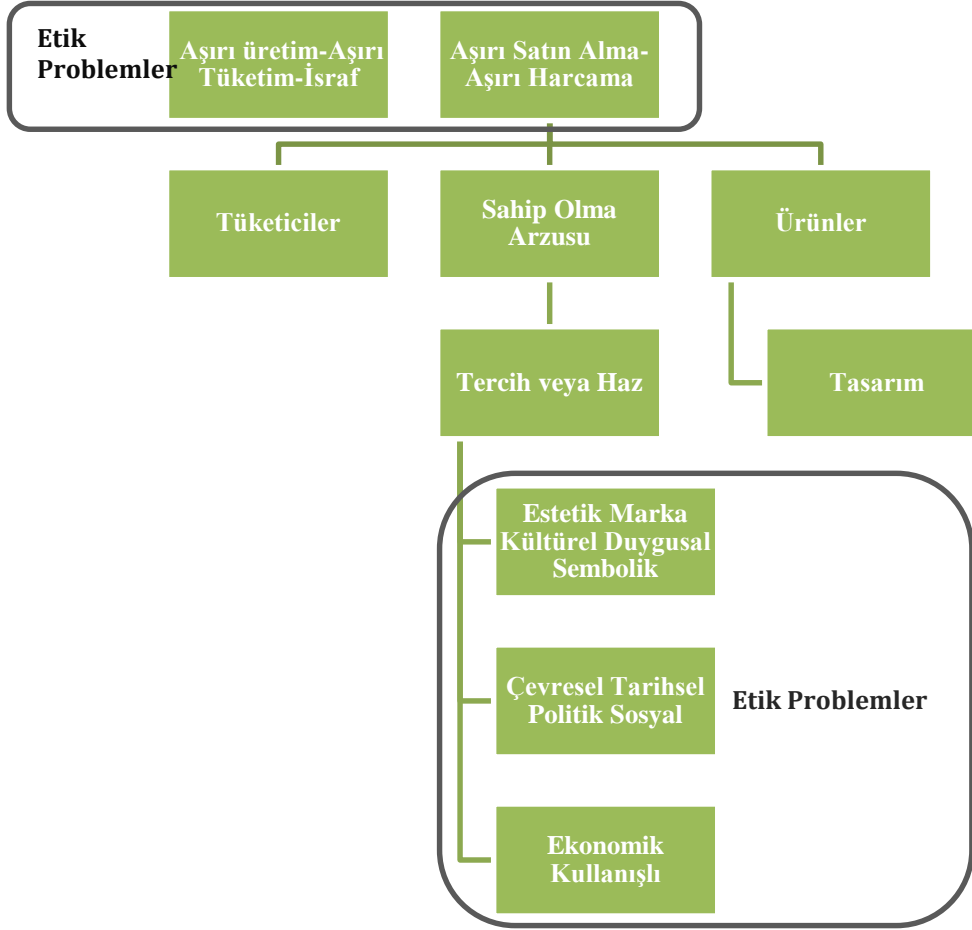 Etik
Problemler
Aşırı üretim-Aşırı
Tüketim-İsraf
Aşırı Satın Alma-
Aşırı Harcama
Tüketiciler
Sahip Olma
Arzusu
Ürünler
Tercih veya Haz
Tasarım
Estetik Marka
Kültürel Duygusal
Sembolik
Çevresel Tarihsel
Politik Sosyal
Etik Problemler
Ekonomik
Kullanışlı